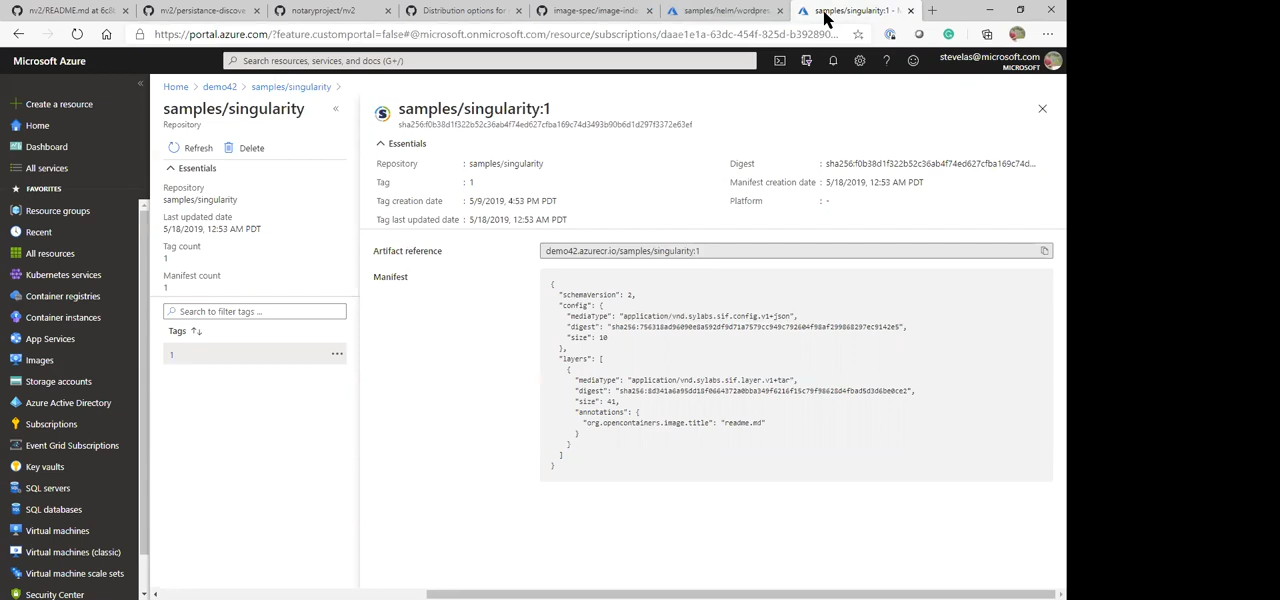 nv2/README.md at 6c8l
nv2/persistance-discove
notaryproject/nv2
Distribution options for
image-spec/image-inde
samples/helm/wordpres
samples/singularity:1 - M
https://portal.azure.com/?feature.customportal=false#@microsoft.onmicrosoft.com/resource/subscriptions/daae1e1a-63dc-454f-825d-b392890...
Microsoft Azure
Search resources, services, and docs (G+/)
stevelas@microsoft.com
MICROSOFT
Create a resource
Home
Dashboard
All services
FAVORITES
Resource groups
Recent
All resources
Kubernetes services
Container registries
Container instances
App Services
Images
Storage accounts
Azure Active Directory
Subscriptions
Event Grid Subscriptions
Key vaults
SQL servers
SQL databases
Virtual machines
Virtual machines (classic)
Virtual machine scale sets
Security Center
Home > demo42 > samples/singularity >
samples/singularity
Repository
Refresh Delete
Essentials
Repository
samples/singularity
Last updated date
5/18/2019, 12:53 AM PDT
Tag count
1
Manifest count
1
Search to filter tags ...
Tags
1
samples/singularity:1
sha256:f0b38d1f322b52c36ab4f74ed627cfba169c74d3493b90b6d1d297f3372e63ef
Essentials
Repository : samples/singularity
Tag : 1
Tag creation date : 5/9/2019, 4:53 PM PDT
Tag last updated date : 5/18/2019, 12:53 AM PDT
Digest : sha256:f0b38d1f322b52c36ab4f74ed627cfba169c74d...
Manifest creation date : 5/18/2019, 12:53 AM PDT
Platform : -
Artifact reference
demo42.azurecr.io/samples/singularity:1
Manifest
{
"schemaVersion": 2,
"config": {
"mediaType": "application/vnd.sylabs.sif.config.v1+json",
"digest": "sha256:756318ad96090e8a592df9d71a7579cc949c792604f98af299868297ec9142e5",
"size": 10
},
"layers": [
{
"mediaType": "application/vnd.sylabs.sif.layer.v1+tar",
"digest": "sha256:8d341a6a95dd18f0664372a0bba349f6216f15c79f98628d4fbad5d3d6be0ce2",
"size": 41,
"annotations": {
"org.opencontainers.image.title": "readme.md"
}
}
]
}